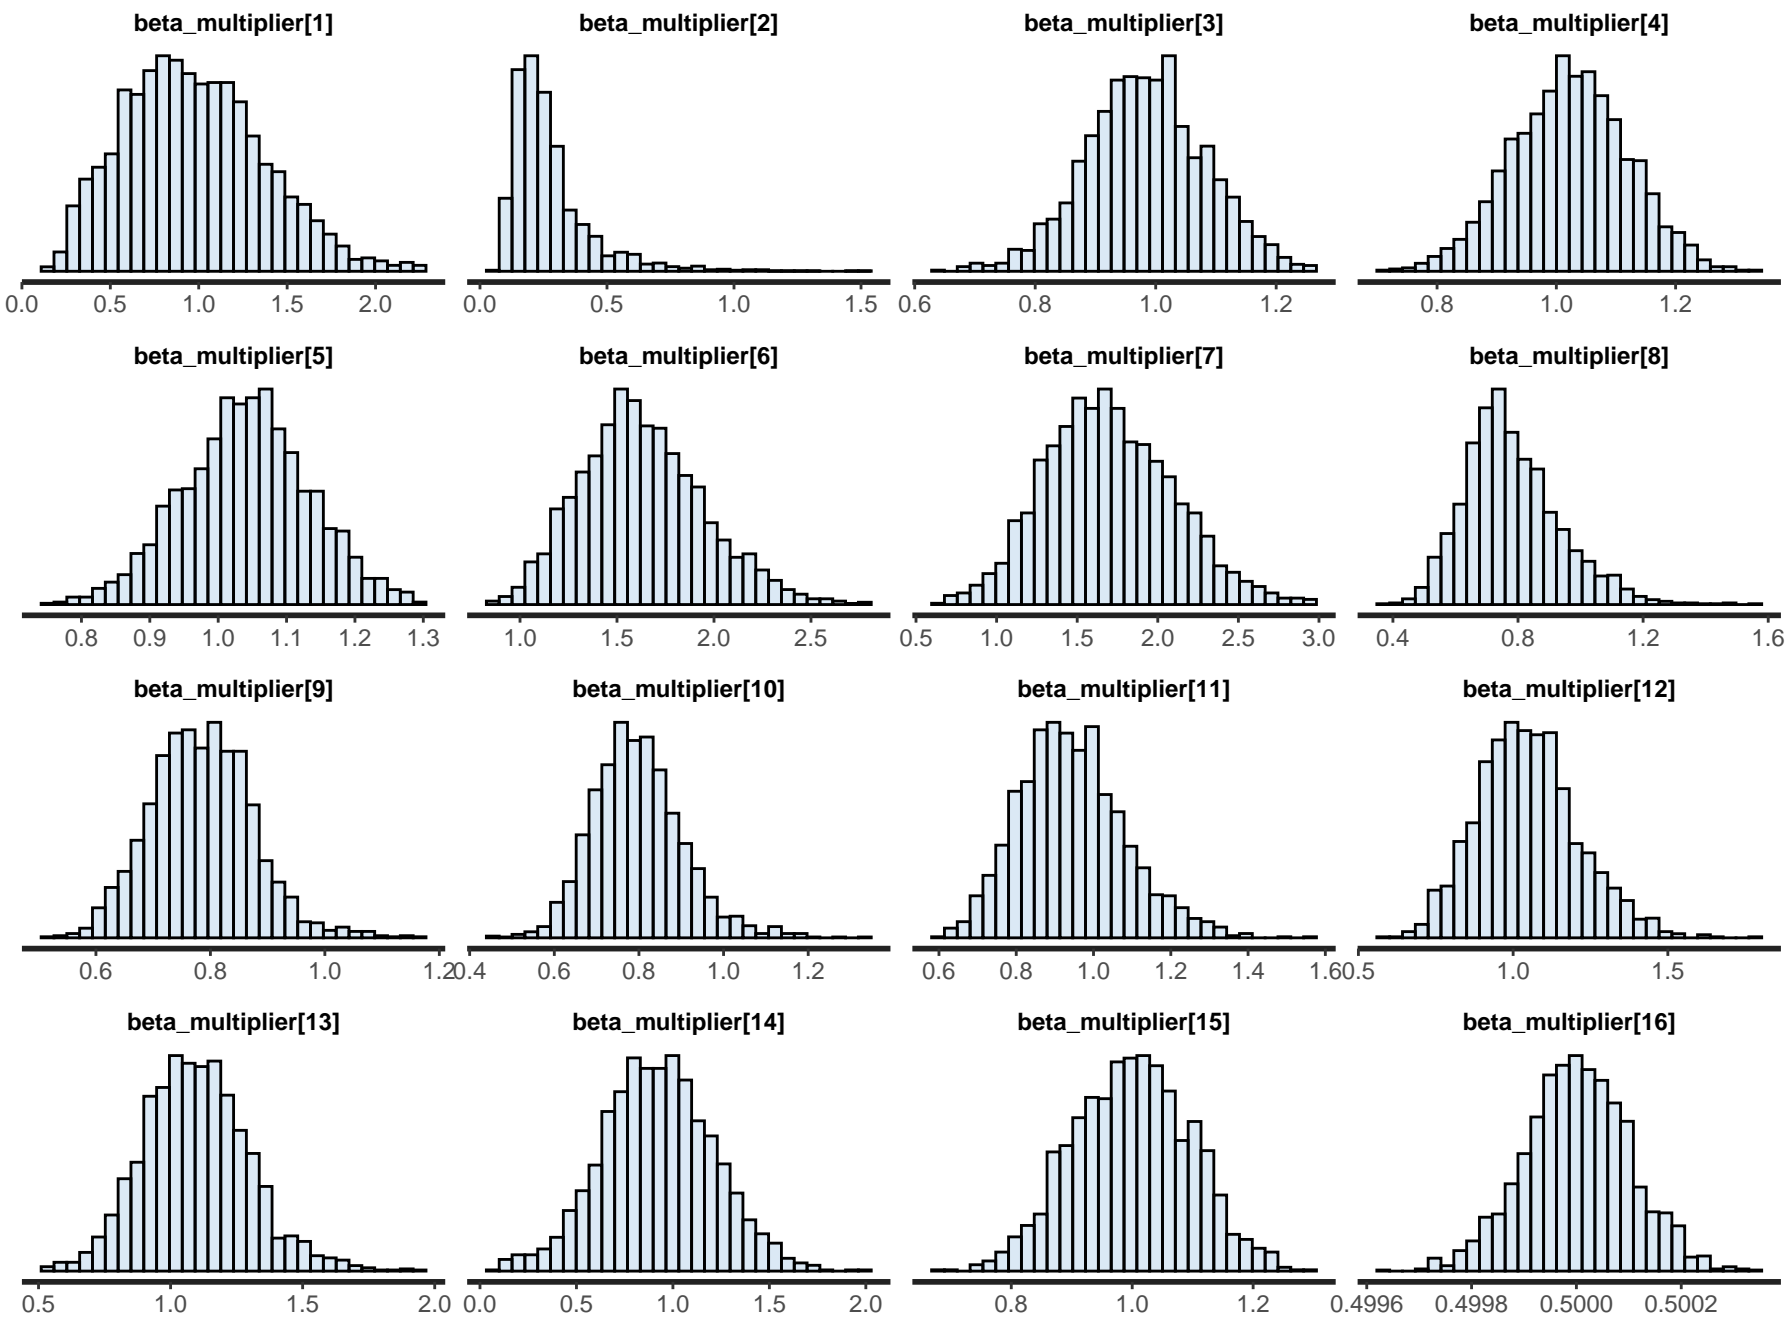 beta_multiplier[1] beta_multiplier[2] beta_multiplier[3] beta_multiplier[4]
0.0 0.5 1.0 1.5 2.0 0.0 0.5 1.0 1.5 0.6 0.8 1.0 1.2 0.8 1.0 1.2
beta_multiplier[5] beta_multiplier[6] beta_multiplier[7] beta_multiplier[8]
0.8 0.9 1.0 1.1 1.2 1.3 1.0 1.5 2.0 2.5 0.5 1.0 1.5 2.0 2.5 3.0 0.4 0.8 1.2 1.6
beta_multiplier[9] beta_multiplier[10] beta_multiplier[11] beta_multiplier[12]
0.6 0.8 1.0 1.2 0.4 0.6 0.8 1.0 1.2 0.6 0.8 1.0 1.2 1.4 1.6 0.5 1.0 1.5
beta_multiplier[13] beta_multiplier[14] beta_multiplier[15] beta_multiplier[16]
0.5 1.0 1.5 2.0 0.0 0.5 1.0 1.5 2.0 0.8 1.0 1.2 0.4996 0.4998 0.5000 0.5002